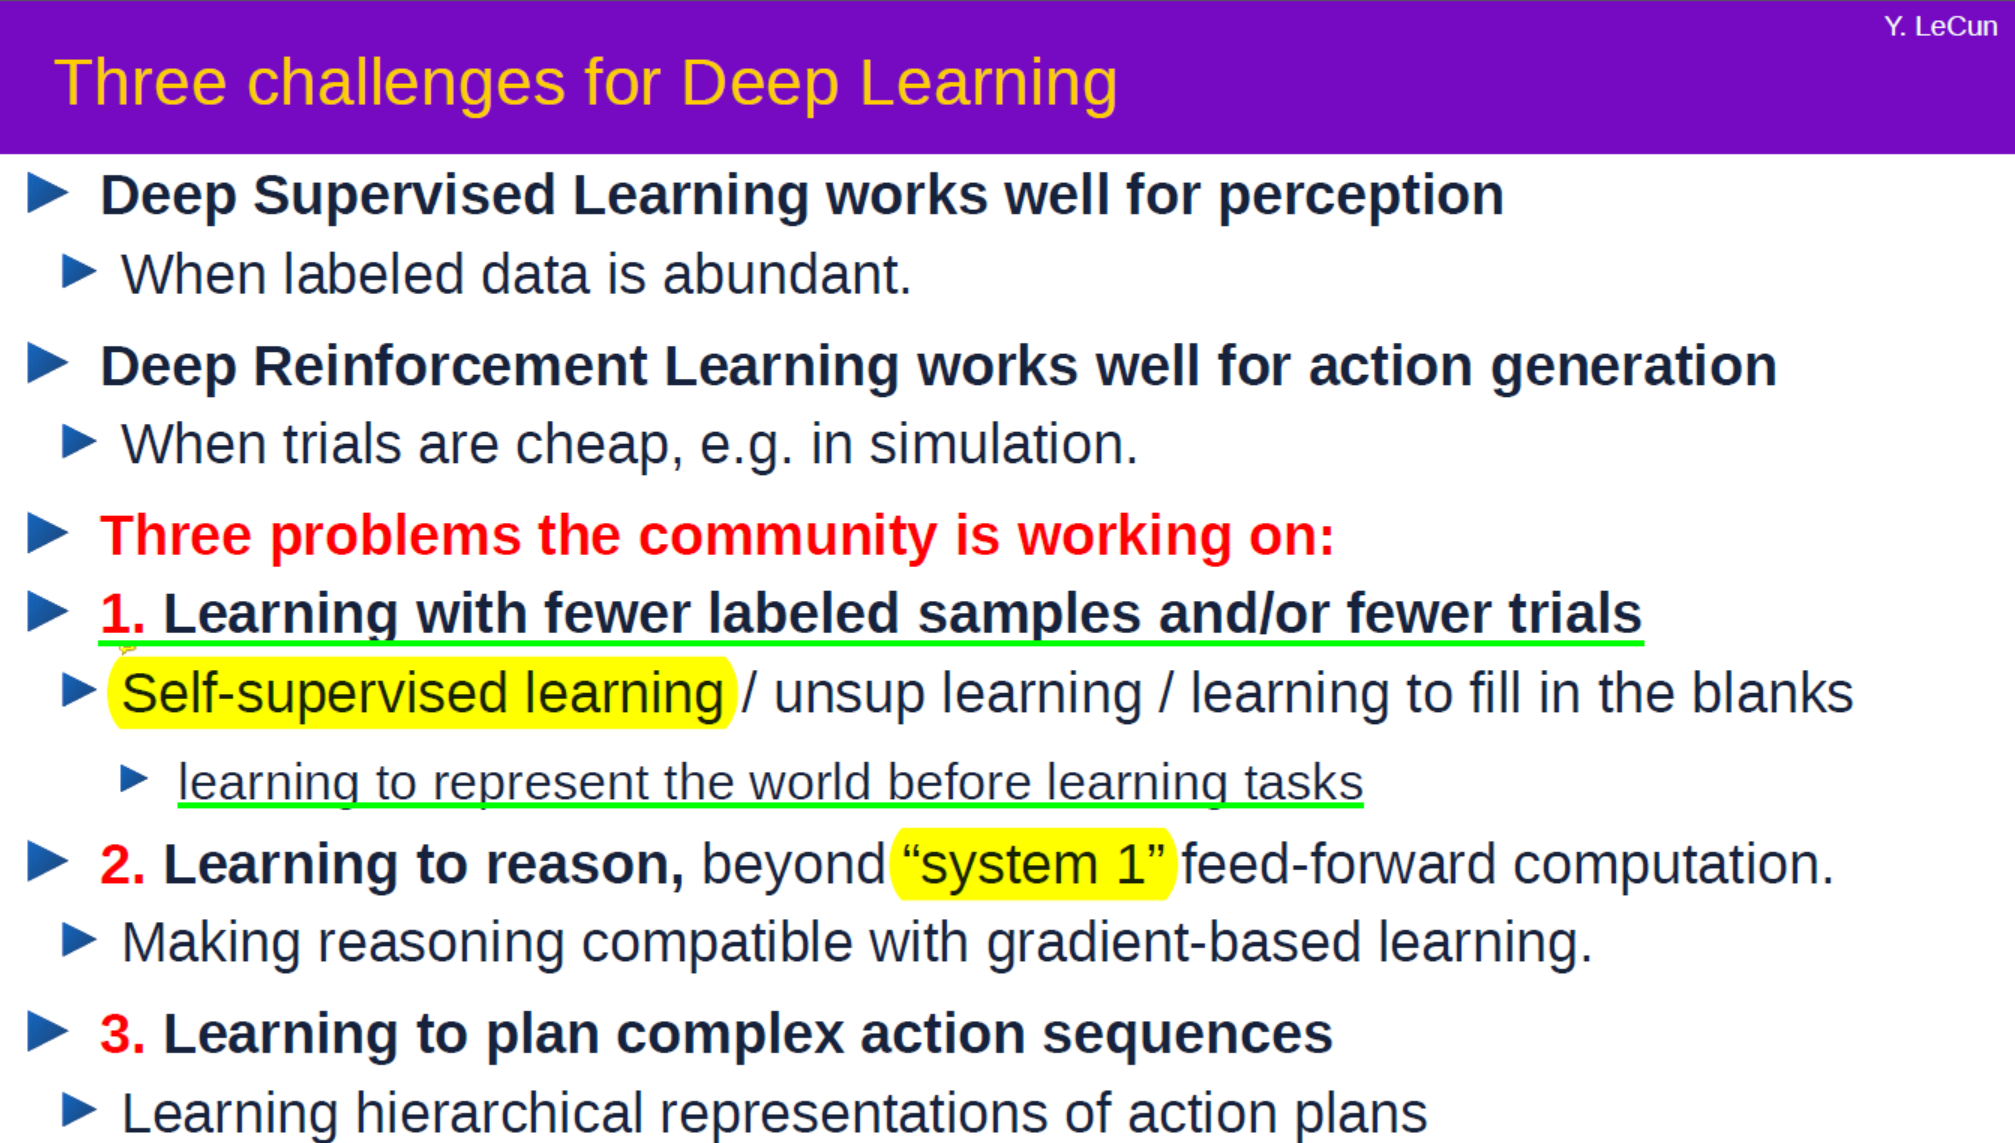 Y. LeCun
Three challenges for Deep Learning
Deep Supervised Learning works well for perception
When labeled data is abundant.
Deep Reinforcement Learning works well for action generation
When trials are cheap, e.g. in simulation.
Three problems the community is working on:
1. Learning with fewer labeled samples and/or fewer trials
Self-supervised learning / unsup learning / learning to fill in the blanks
learning to represent the world before learning tasks
2. Learning to reason, beyond “system 1” feed-forward computation.
Making reasoning compatible with gradient-based learning.
3. Learning to plan complex action sequences
Learning hierarchical representations of action plans